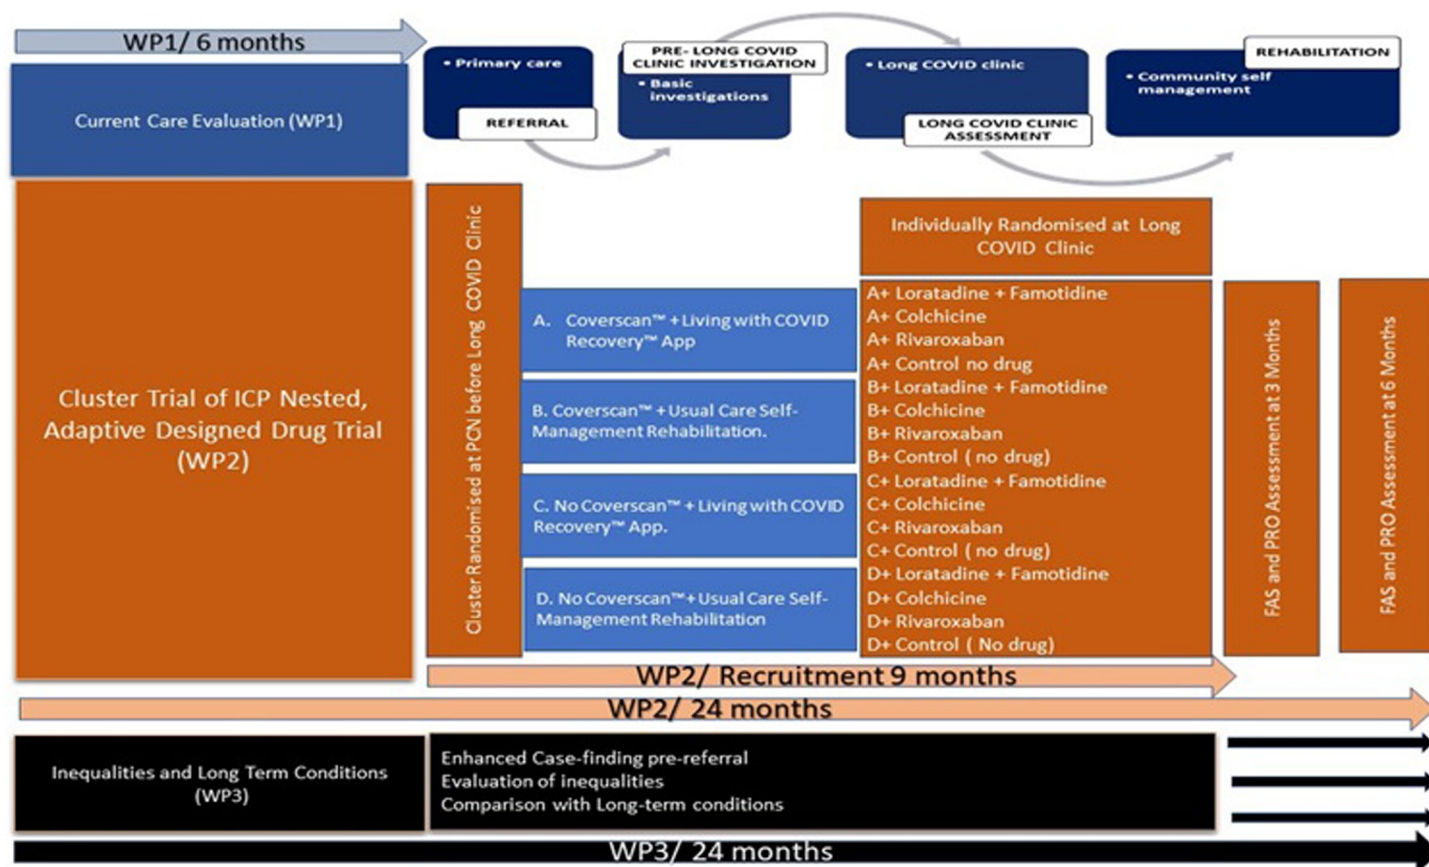 WP1/ 6 months
Current Care Evaluation (WP1)
• Primary care
REFERRAL
PRE- LONG COVID
CLINIC INVESTIGATION
• Basic
investigations
• Long COVID clinic
LONG COVID CLINIC
ASSESSMENT
REHABILITATION
• Community self
management
Cluster Trial of ICP Nested,
Adaptive Designed Drug Trial
(WP2)
Cluster Randomised at PCN before Long COVID Clinic
A. Coverscan™ + Living with COVID
Recovery™ App
B. Coverscan™ + Usual Care Self-
Management Rehabilitation.
C. No Coverscan™ + Living with COVID
Recovery™ App.
D. No Coverscan™+ Usual Care Self-
Management Rehabilitation
Individually Randomised at Long
COVID Clinic
A+ Loratadine + Famotidine
A+ Colchicine
A+ Rivaroxaban
A+ Control no drug
B+ Loratadine + Famotidine
B+ Colchicine
B+ Rivaroxaban
B+ Control ( no drug)
C+ Loratadine + Famotidine
C+ Colchicine
C+ Rivaroxaban
C+ Control ( no drug)
D+ Loratadine + Famotidine
D+ Colchicine
D+ Rivaroxaban
D+ Control ( No drug)
FAS and PRO Assessment at 3 Months
FAS and PRO Assessment at 6 Months
WP2/ Recruitment 9 months
WP2/ 24 months
Inequalities and Long Term Conditions
(WP3)
Enhanced Case-finding pre-referral
Evaluation of inequalities
Comparison with Long-term conditions
WP3/ 24 months